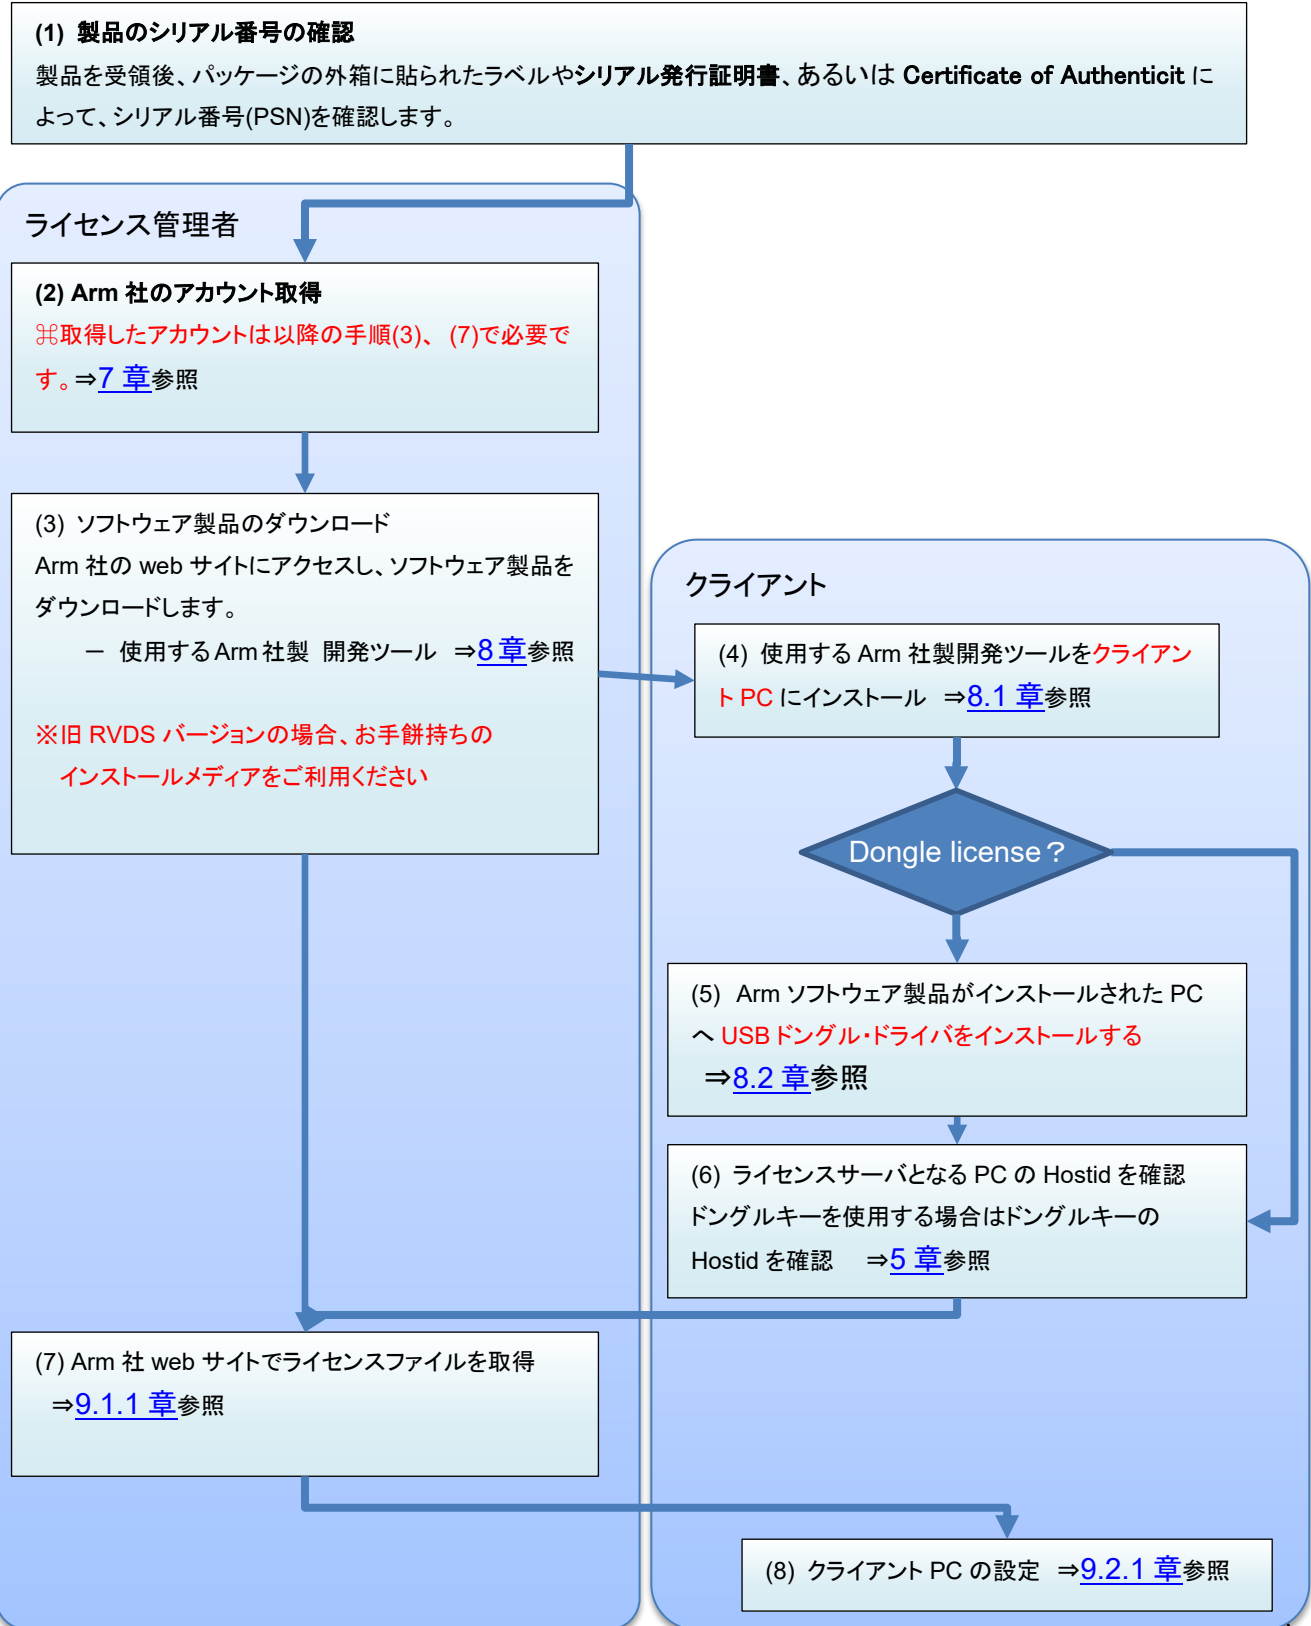 (1) 製品のシリアル番号の確認
製品を受領後、パッケージの外箱に貼られたラベルやシリアル発行証明書、あるいは Certificate of Authenticit に
よって、シリアル番号(PSN)を確認します。
ライセンス管理者
(2) Arm 社のアカウント取得
⌘取得したアカウントは以降の手順(3)、 (7)で必要で
す。⇒7 章参照
(3) ソフトウェア製品のダウンロード
Arm 社の web サイトにアクセスし、ソフトウェア製品を
ダウンロードします。
－ 使用する Arm 社製 開発ツール ⇒8 章参照
※旧 RVDS バージョンの場合、お手餅持ちの
インストールメディアをご利用ください
クライアント
(4) 使用する Arm 社製開発ツールをクライアン
ト PC にインストール ⇒8.1 章参照
Dongle license？
(5) Arm ソフトウェア製品がインストールされた PC
へ USB ドングル・ドライバをインストールする
⇒8.2 章参照
(6) ライセンスサーバとなる PC の Hostid を確認
ドングルキーを使用する場合はドングルキーの
Hostid を確認 ⇒5 章参照
(7) Arm 社 web サイトでライセンスファイルを取得
⇒9.1.1 章参照
(8) クライアント PC の設定 ⇒9.2.1 章参照